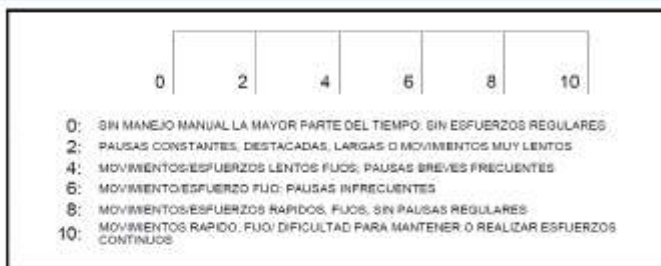 0 2 4 6 8 10
0: SIN MANEJO MANUAL LA MAYOR PARTE DEL TIEMPO: SIN ESFUERZOS REGULARES
2: PAUSAS CONSTANTES, DESTACADAS, LARGAS O MOVIMIENTOS MUY LENTOS
4: MOVIMIENTOS/ESFUERZOS LENTOS FIJOS; PAUSAS BREVES FRECUENTES
6: MOVIMIENTO/ESFUERZO FIJO; PAUSAS INFRECUENTES
8: MOVIMIENTOS/ESFUERZOS RAPIDOS, FIJOS, SIN PAUSAS REGULARES
10: MOVIMIENTOS RAPIDO, FIJO/ DIFICULTAD PARA MANTENER O REALIZAR ESFUERZOS
CONTINUOS